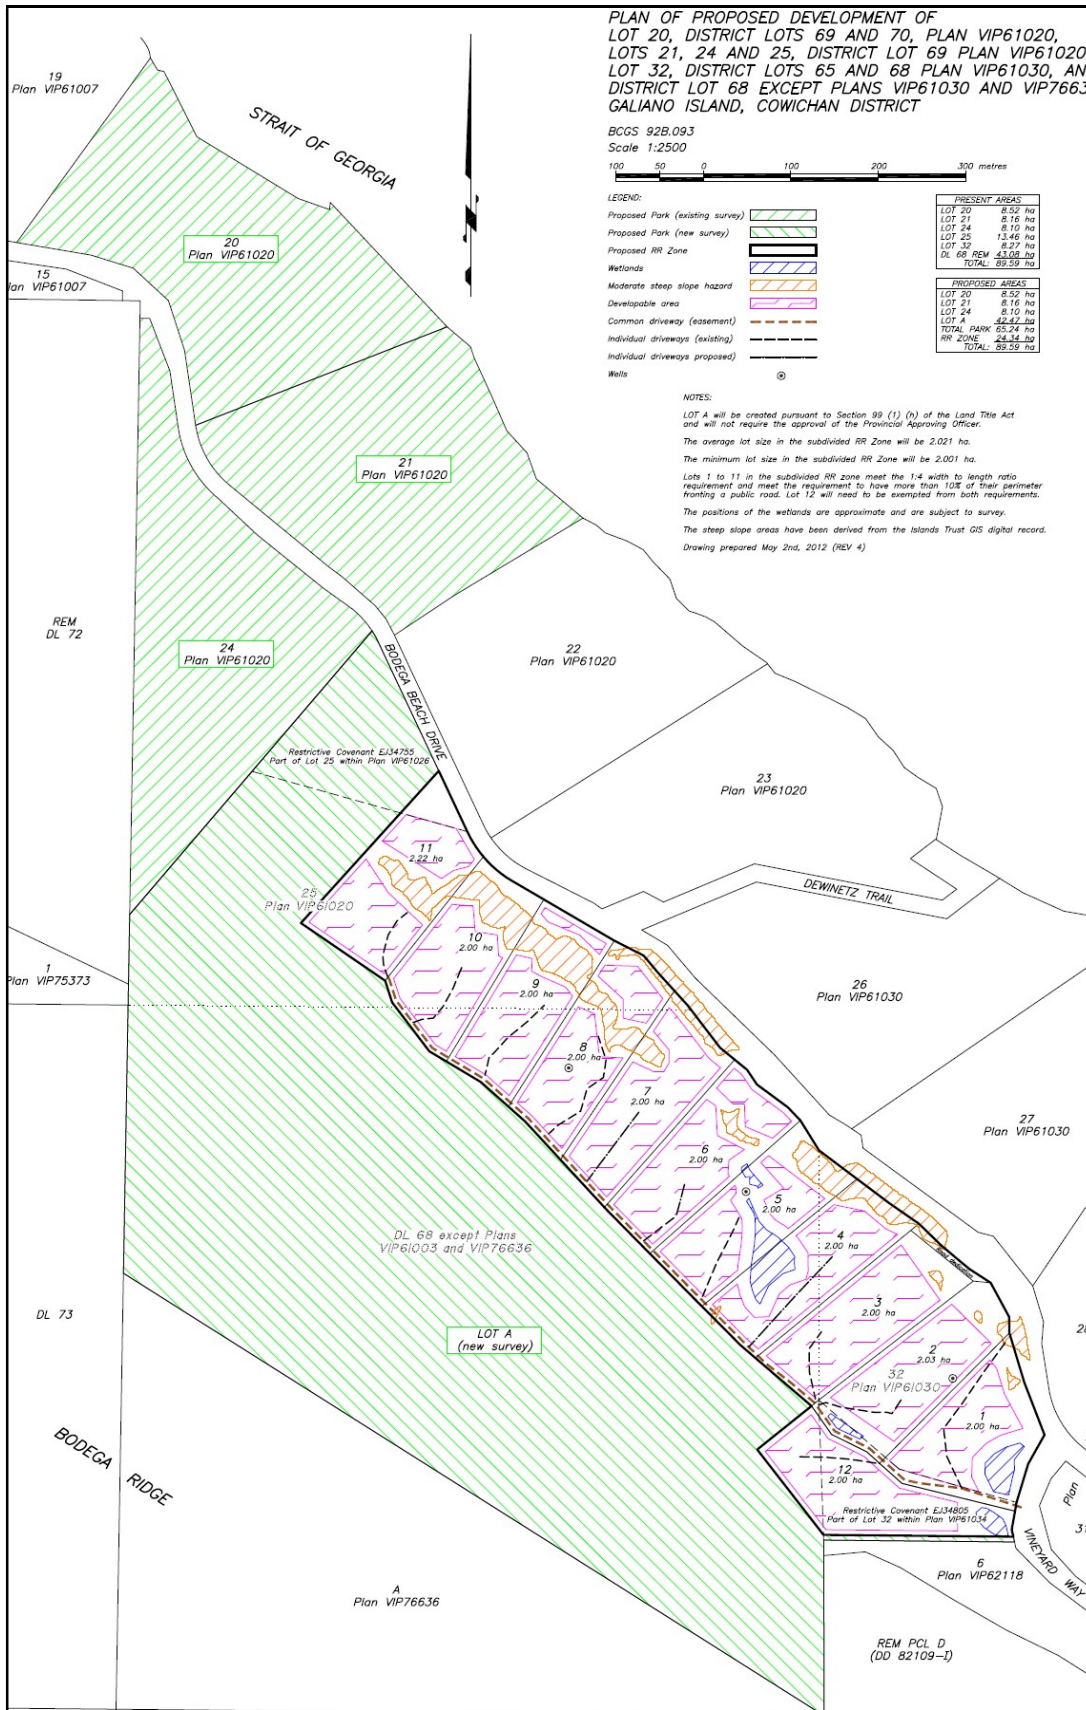 PLAN OF PROPOSED DEVELOPMENT OF
LOT 20, DISTRICT LOTS 69 AND 70, PLAN VIP61020,
LOTS 21, 24 AND 25, DISTRICT LOT 69 PLAN VIP61020
LOT 32, DISTRICT LOTS 65 AND 68 PLAN VIP61030, AN
DISTRICT LOT 68 EXCEPT PLANS VIP61030 AND VIP7663
GALIANO ISLAND, COWICHAN DISTRICT
BCGS 92B.093
Scale 1:2500
100 50 0 100 200 300 metres
LEGEND:
Proposed Park (existing survey)
Proposed Park (new survey)
Proposed RR Zone
Wetlands
Moderate steep slope hazard
Developable area
Common driveway (easement)
Individual driveways (existing)
Individual driveways proposed)
Wells
PRESENT AREAS
LOT 20 8.52 ha
LOT 21 8.16 ha
LOT 24 8.10 ha
LOT 25 13.46 ha
LOT 32 8.27 ha
DL 68 REM 43.08 ha
TOTAL: 89.59 ha
PROPOSED AREAS
LOT 20 8.52 ha
LOT 21 8.16 ha
LOT 24 8.10 ha
LOT A 42.47 ha
TOTAL PARK 65.24 ha
RR ZONE 24.34 ha
TOTAL: 89.59 ha
NOTES:
LOT A will be created pursuant to Section 99 (1) (h) of the Land Title Act
and will not require the approval of the Provincial Approving Officer.
The average lot size in the subdivided RR Zone will be 2.021 ha.
The minimum lot size in the subdivided RR Zone will be 2.001 ha.
Lots 1 to 11 in the subdivided RR zone meet the 1:4 width to length ratio
requirement and meet the requirement to have more than 10% of their perimeter
fronting a public road. Lot 12 will need to be exempted from both requirements.
The positions of the wetlands are approximate and are subject to survey.
The steep slope areas have been derived from the Islands Trust GIS digital record.
Drawing prepared May 2nd, 2012 (REV 4)
19
Plan VIP61007
STRAIT OF GEORGIA
20
Plan VIP61020
15
lan VIP61007
21
Plan VIP61020
REM
DL 72
24
Plan VIP61020
22
Plan VIP61020
BODEGA BEACH DRIVE
Restrictive Covenant EJ34755
Part of Lot 25 within Plan VIP61026
23
Plan VIP61020
11
2.22 ha
DEWINETZ TRAIL
25
Plan VIP61020
10
2.00 ha
1
Plan VIP75373
9
2.00 ha
26
Plan VIP61030
8
2.00 ha
7
2.00 ha
27
Plan VIP61030
6
2.00 ha
5
2.00 ha
DL 68 except Plans
VIP61003 and VIP76636
4
2.00 ha
Road dedication
3
2.00 ha
DL 73
LOT A
(new survey)
28
2
2.03 ha
32
Plan VIP61030
1
2.00 ha
BODEGA RIDGE
12
2.00 ha
Plan
31
Restrictive Covenant EJ34805
Part of Lot 32 within Plan VIP61034
VINEYARD WAY
6
Plan VIP62118
A
Plan VIP76636
REM PCL D
(DD 82109-I)